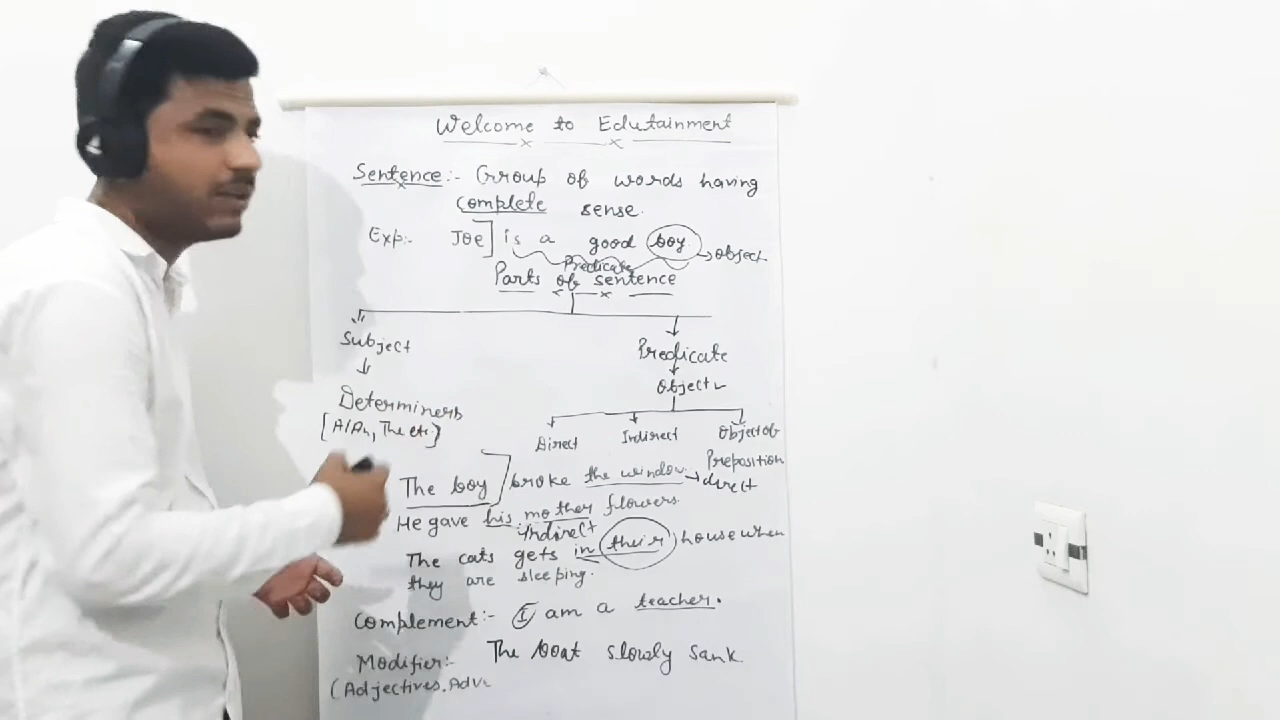 Welcome to Edutainment
Sentence:- Group of words having
complete sense.
Exp:- Joe is a good boy → object
Predicate
Parts of sentence
Subject
Predicate
Determiners
Object
[A/An, The etc.]
Direct Indirect Object of
Preposition
The boy broke the window → direct
He gave his mother flowers
Indirect
The cats gets in their house when
they are sleeping.
Complement:- I am a teacher.
Modifier:- The boat slowly sank.
(Adjectives, Adve